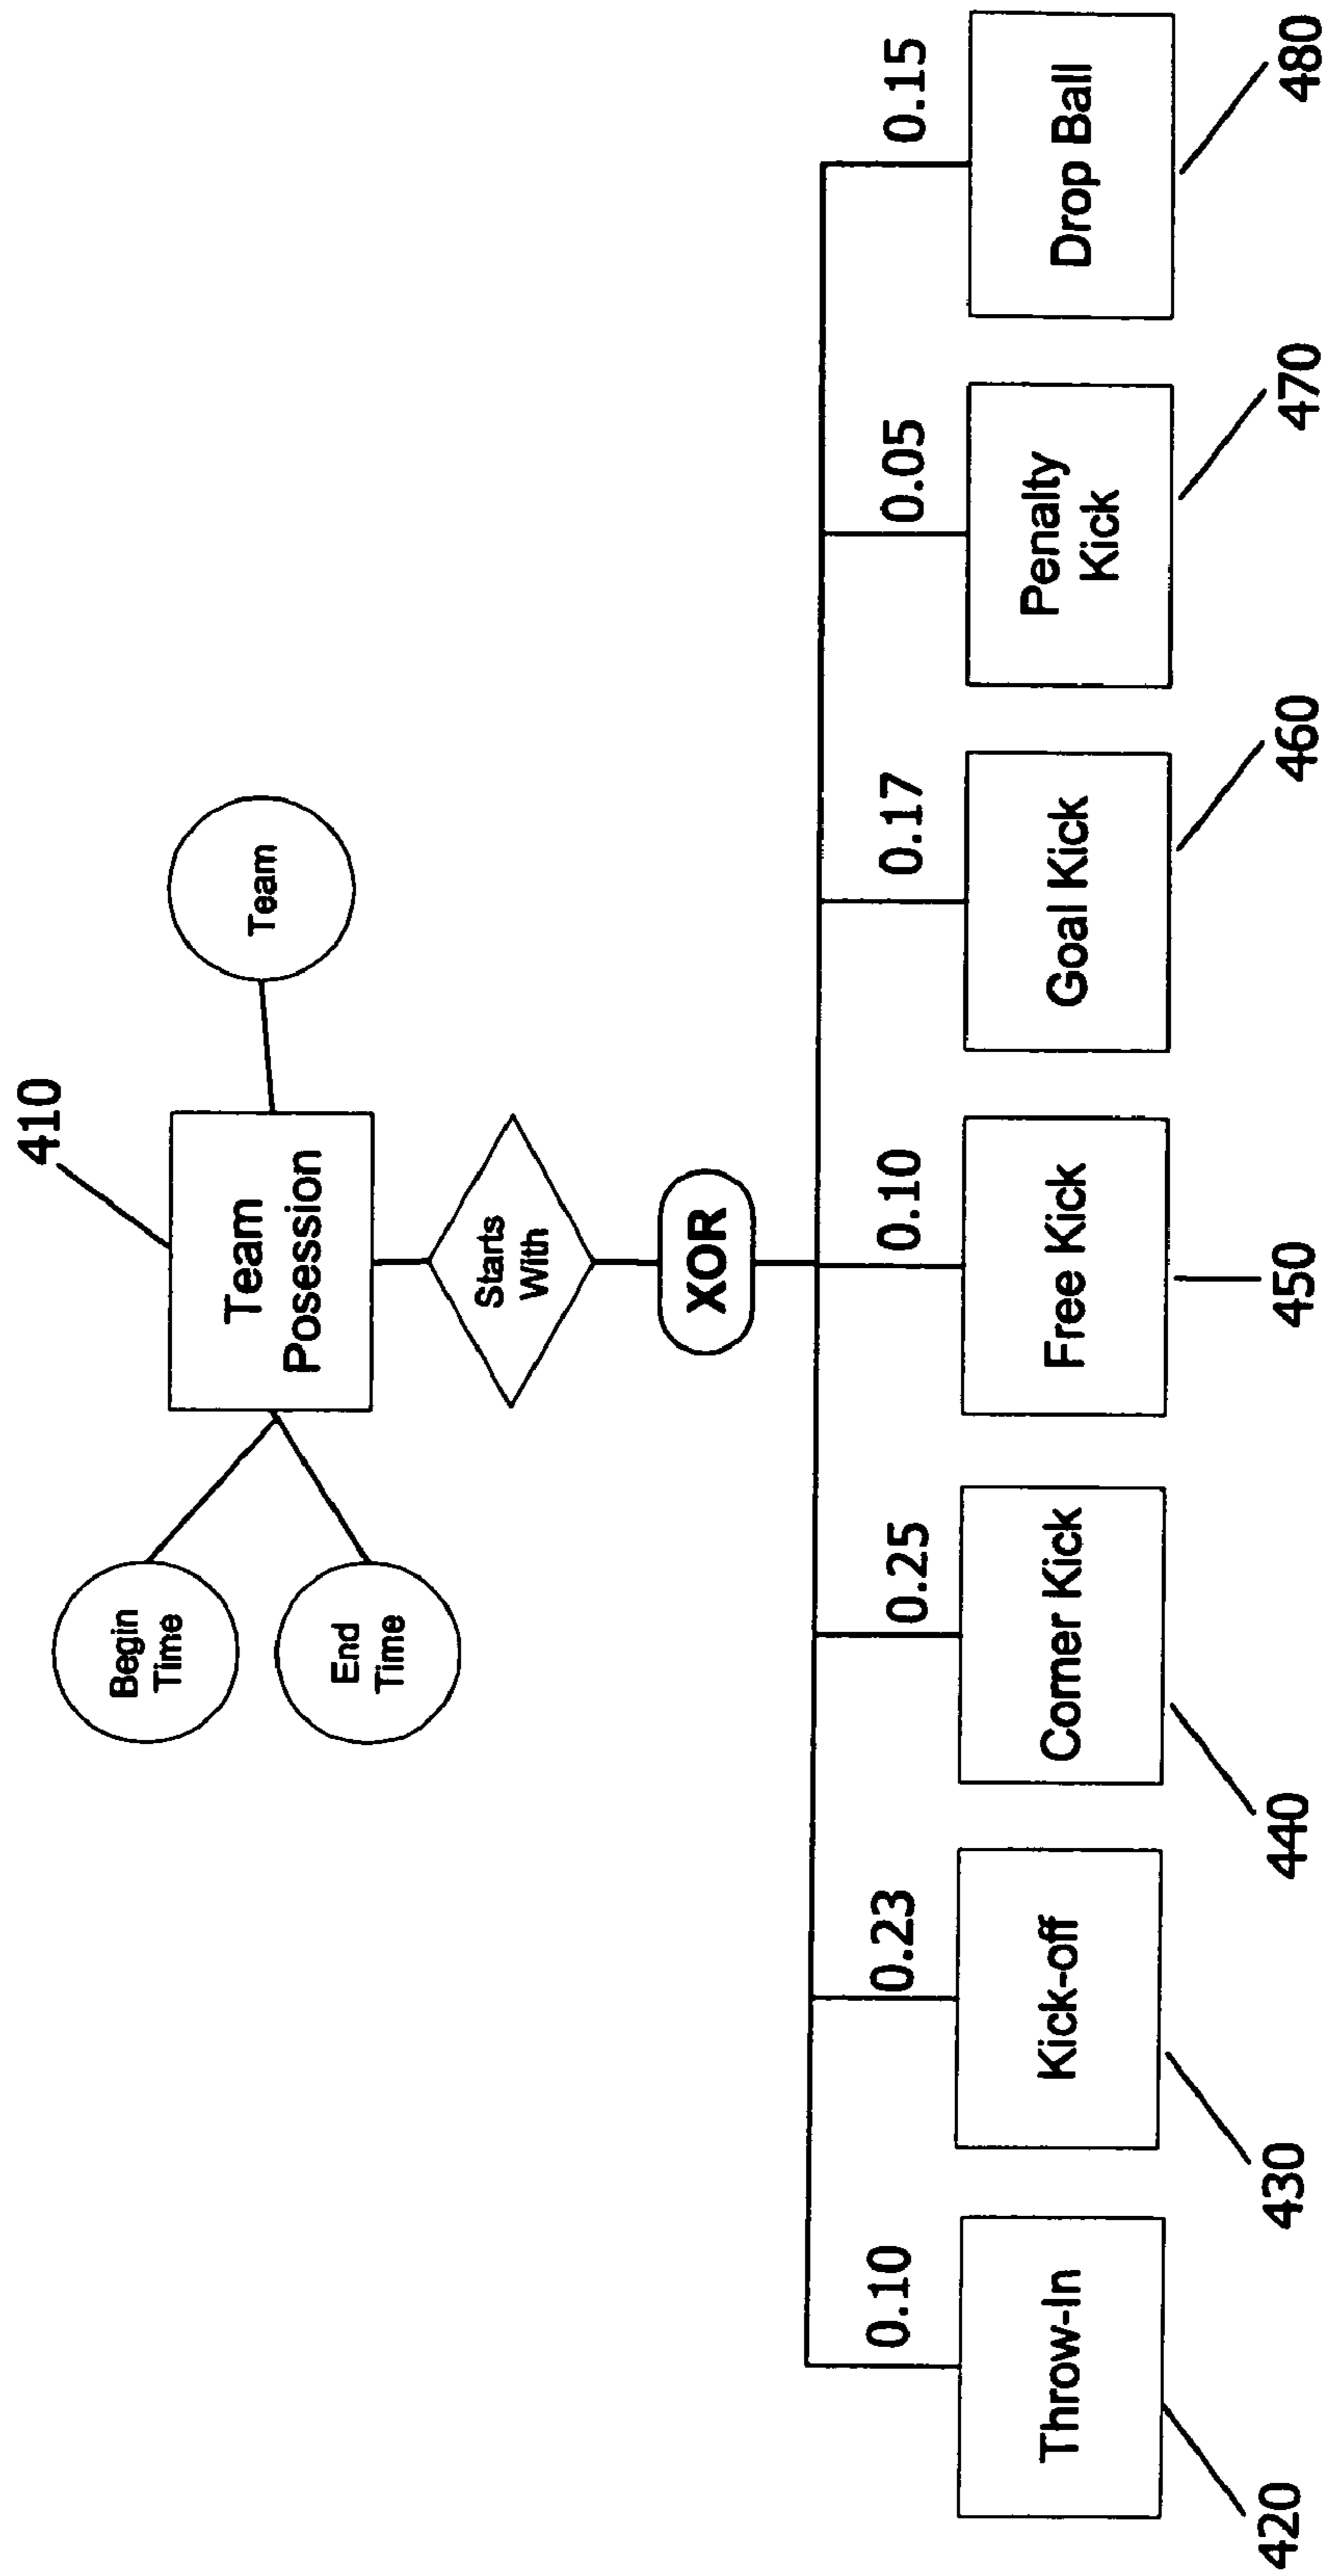 410
Begin
Time
End
Time
Team
Posession
Team
Starts
With
XOR
0.10
0.23
0.25
0.10
0.17
0.05
0.15
Throw-In
Kick-off
Corner Kick
Free Kick
Goal Kick
Penalty
Kick
Drop Ball
420
430
440
450
460
470
480